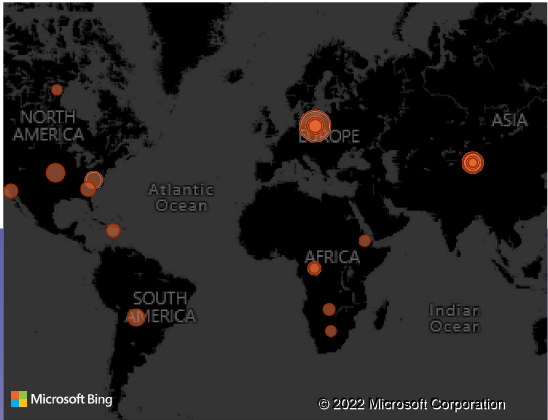 NORTH
AMERICA
EUROPE
ASIA
Atlantic
Ocean
AFRICA
SOUTH
AMERICA
Indian
Ocean
Microsoft Bing
© 2022 Microsoft Corporation